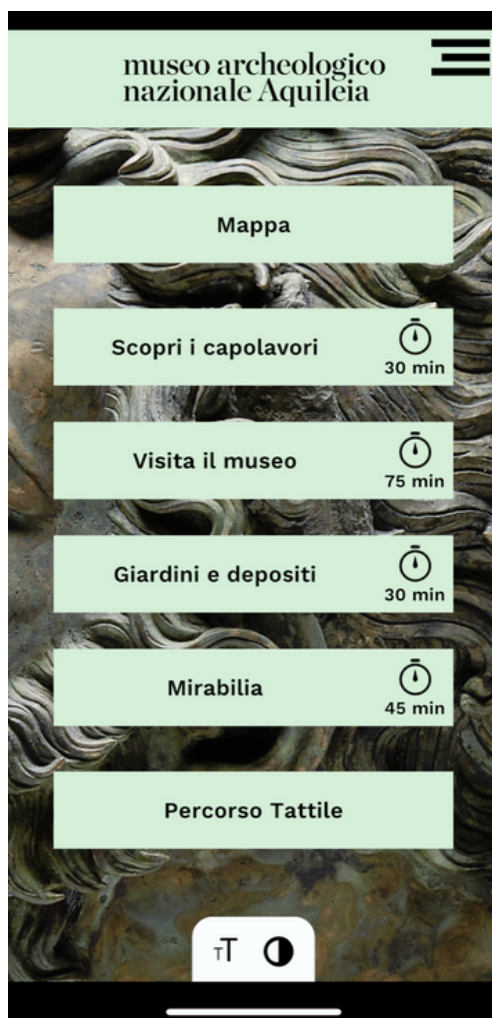 museo archeologico
nazionale Aquileia
Mappa
Scopri i capolavori
30 min
Visita il museo
75 min
Giardini e depositi
30 min
Mirabilia
45 min
Percorso Tattile
TT